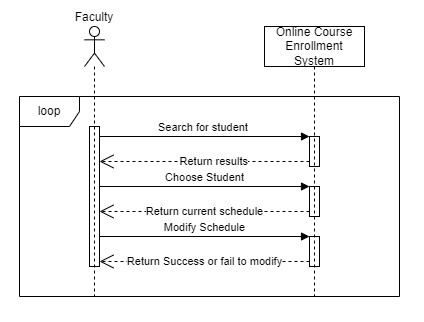 Faculty
Online Course
Enrollment
System
loop
Search for student
Return results
Choose Student
Return current schedule
Modify Schedule
Return Success or fail to modify